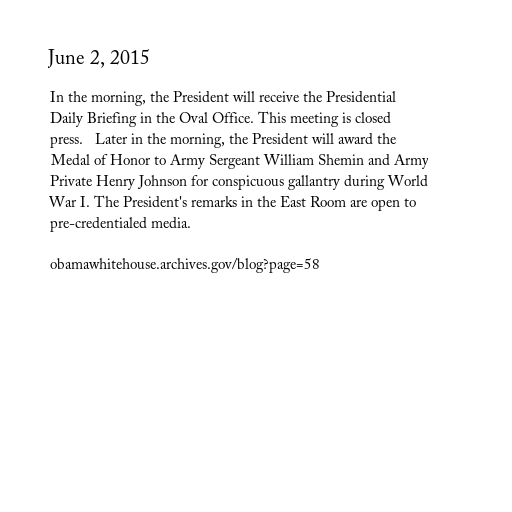 June 2, 2015
In the morning, the President will receive the Presidential
Daily Briefing in the Oval Office. This meeting is closed
press.   Later in the morning, the President will award the
Medal of Honor to Army Sergeant William Shemin and Army
Private Henry Johnson for conspicuous gallantry during World
War I. The President's remarks in the East Room are open to
pre-credentialed media.
obamawhitehouse.archives.gov/blog?page=58